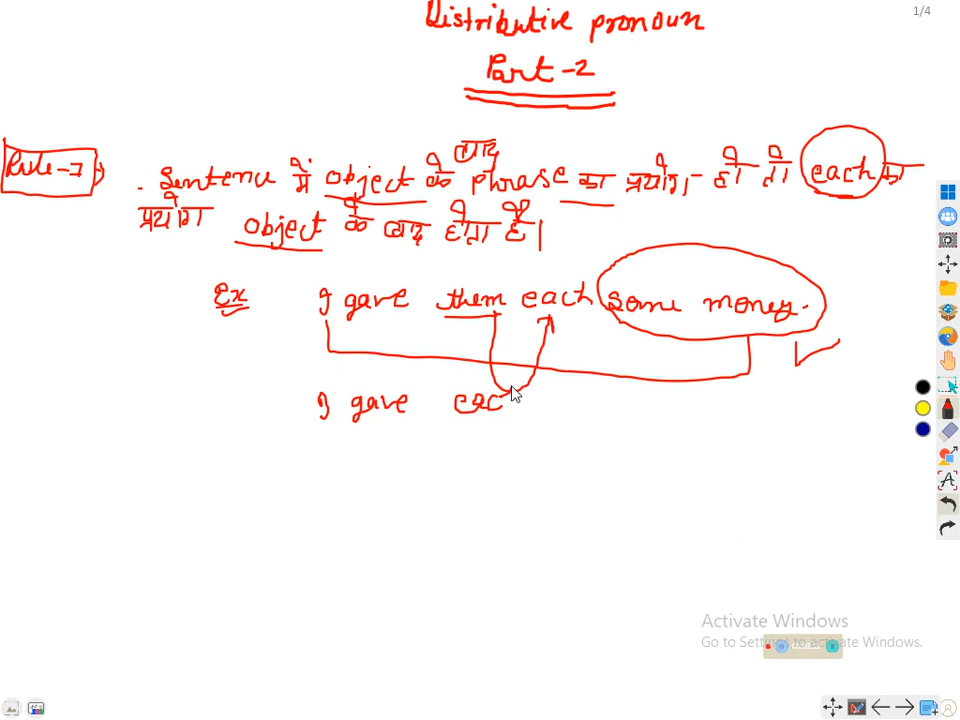 1/4
Distributive pronoun
Part-2
Rule-7
Sentence में object के बाद phrase का प्रयोग हो तो each का
प्रयोग object के बाद होता है।
Ex I gave them each some money.
I gave eac
Activate Windows
Go to Settings to activate Windows.